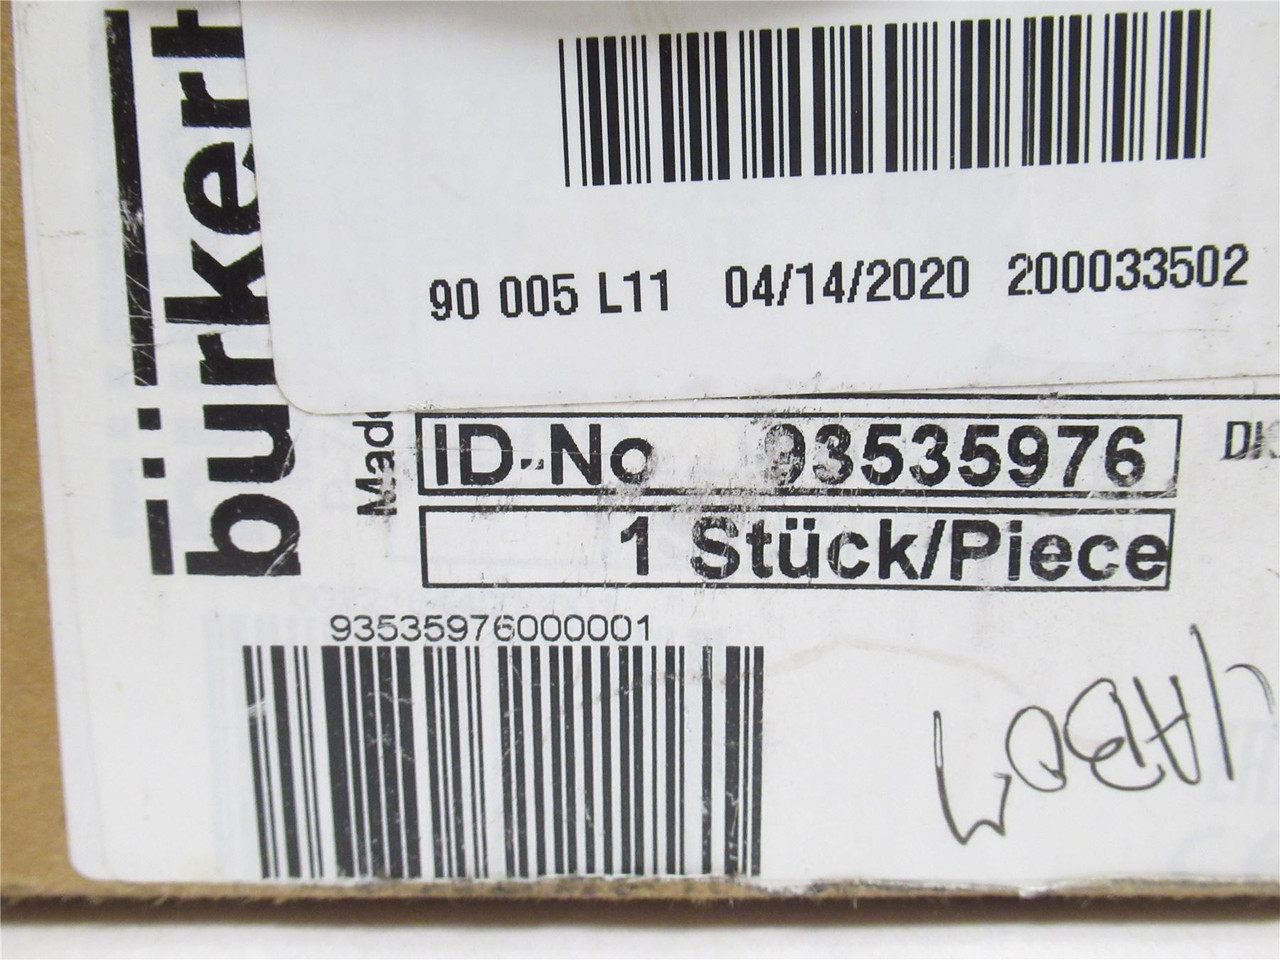 bürkert
90 005 L11 04/14/2020 200033502
Made
ID-No 93535976
1 Stück/Piece
93535976000001